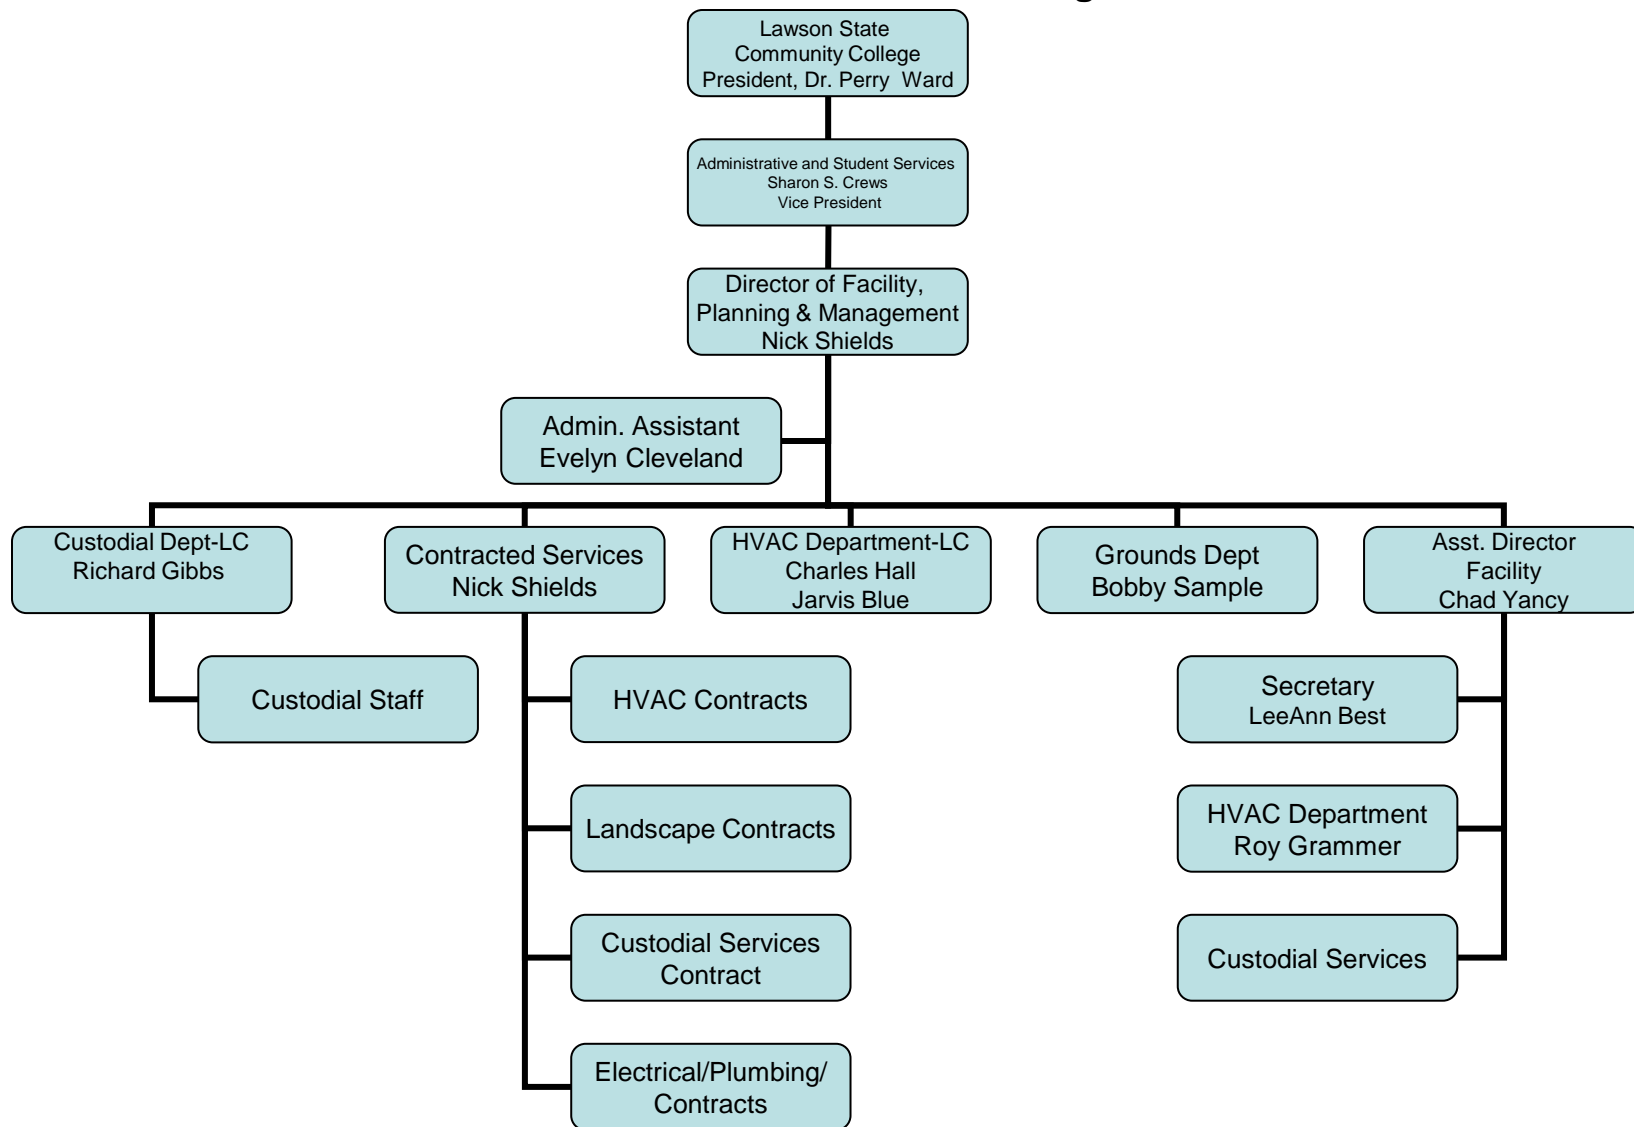 Lawson State
Community College
President, Dr. Perry Ward
Administrative and Student Services
Sharon S. Crews
Vice President
Director of Facility,
Planning & Management
Nick Shields
Admin. Assistant
Evelyn Cleveland
Custodial Dept-LC
Richard Gibbs
Contracted Services
Nick Shields
HVAC Department-LC
Charles Hall
Jarvis Blue
Grounds Dept
Bobby Sample
Asst. Director
Facility
Chad Yancy
Custodial Staff
HVAC Contracts
Landscape Contracts
Custodial Services
Contract
Electrical/Plumbing/
Contracts
Secretary
LeeAnn Best
HVAC Department
Roy Grammer
Custodial Services